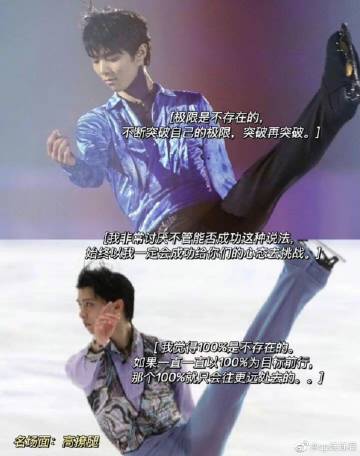 [极限是不存在的，
不断突破自己的极限，突破再突破。]
[我非常讨厌不管能否成功这种说法，
始终以我一定会成功给你们的心态去挑战。]
[我觉得100%是不存在的。
如果一直一直以100%为目标前行，
那个100%就只会往更远处去的。。]
名场面：高撩腿